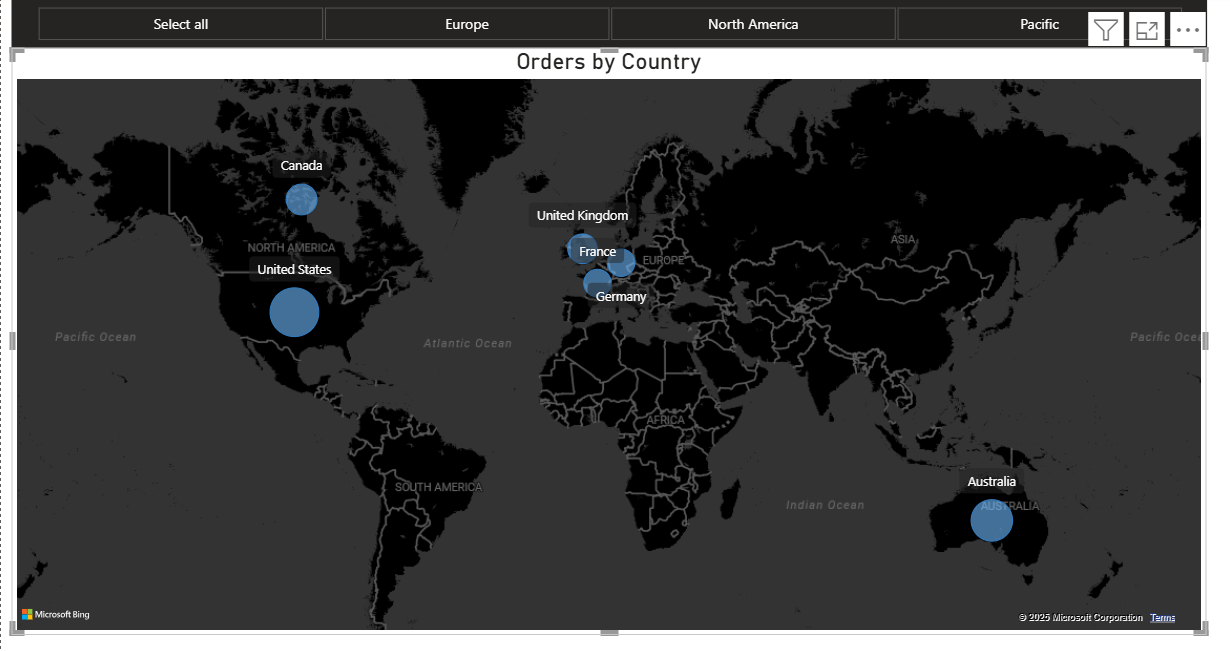 Select all
Europe
North America
Pacific
Orders by Country
Canada
United Kingdom
ASIA
NORTH AMERICA
France
EUROPE
United States
Germany
Pacific Ocean
Atlantic Ocean
Pacific Ocea
AFRICA
Australia
SOUTH AMERICA
Indian Ocean
AUSTRALIA
Microsoft Bing
© 2025 Microsoft Corporation Terms